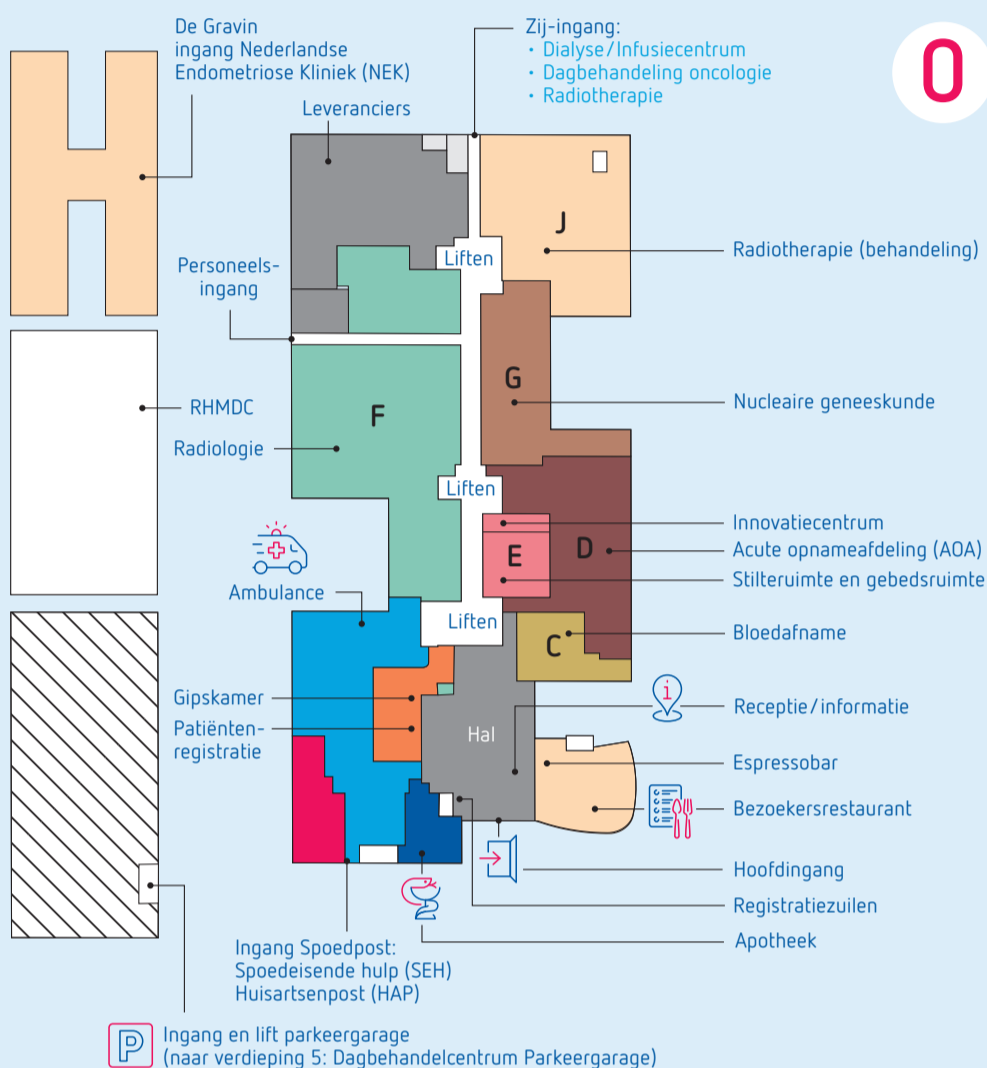 De Gravin
ingang Nederlandse
Endometriose Kliniek (NEK)
Zij-ingang:
• Dialyse/Infusiecentrum
• Dagbehandeling oncologie
• Radiotherapie
0
Leveranciers
J
Liften
Radiotherapie (behandeling)
Personeels-
ingang
G
F
RHMDC
Nucleaire geneeskunde
Radiologie
Liften
Innovatiecentrum
E
D
Acute opnameafdeling (AOA)
Stilteruimte en gebedsruimte
Ambulance
Liften
C
Bloedafname
Gipskamer
Patiënten-
registratie
i
Receptie/informatie
Hal
Espressobar
Bezoekersrestaurant
Hoofdingang
Registratiezuilen
Apotheek
Ingang Spoedpost:
Spoedeisende hulp (SEH)
Huisartsenpost (HAP)
P
Ingang en lift parkeergarage
(naar verdieping 5: Dagbehandelcentrum Parkeergarage)